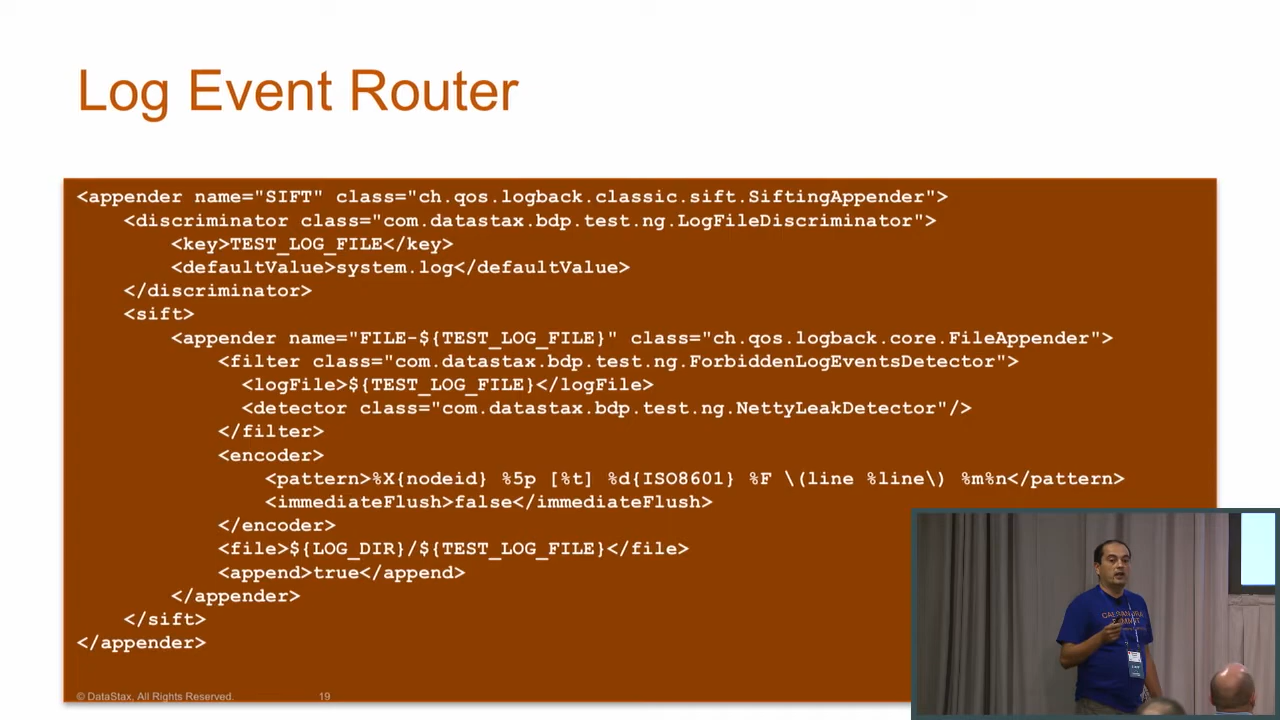 Log Event Router
<appender name="SIFT" class="ch.qos.logback.classic.sift.SiftingAppender">
<discriminator class="com.datastax.bdp.test.ng.LogFileDiscriminator">
<key>TEST_LOG_FILE</key>
<defaultValue>system.log</defaultValue>
</discriminator>
<sift>
<appender name="FILE-${TEST_LOG_FILE}" class="ch.qos.logback.core.FileAppender">
<filter class="com.datastax.bdp.test.ng.ForbiddenLogEventsDetector">
<logFile>${TEST_LOG_FILE}</logFile>
<detector class="com.datastax.bdp.test.ng.NettyLeakDetector"/>
</filter>
<encoder>
<pattern>%X{nodeid} %5p [%t] %d{ISO8601} %F \(line %line\) %m%n</pattern>
<immediateFlush>false</immediateFlush>
</encoder>
<file>${LOG_DIR}/${TEST_LOG_FILE}</file>
<append>true</append>
</appender>
</sift>
</appender>
© DataStax, All Rights Reserved. 19
CASSANDRA
SUMMIT